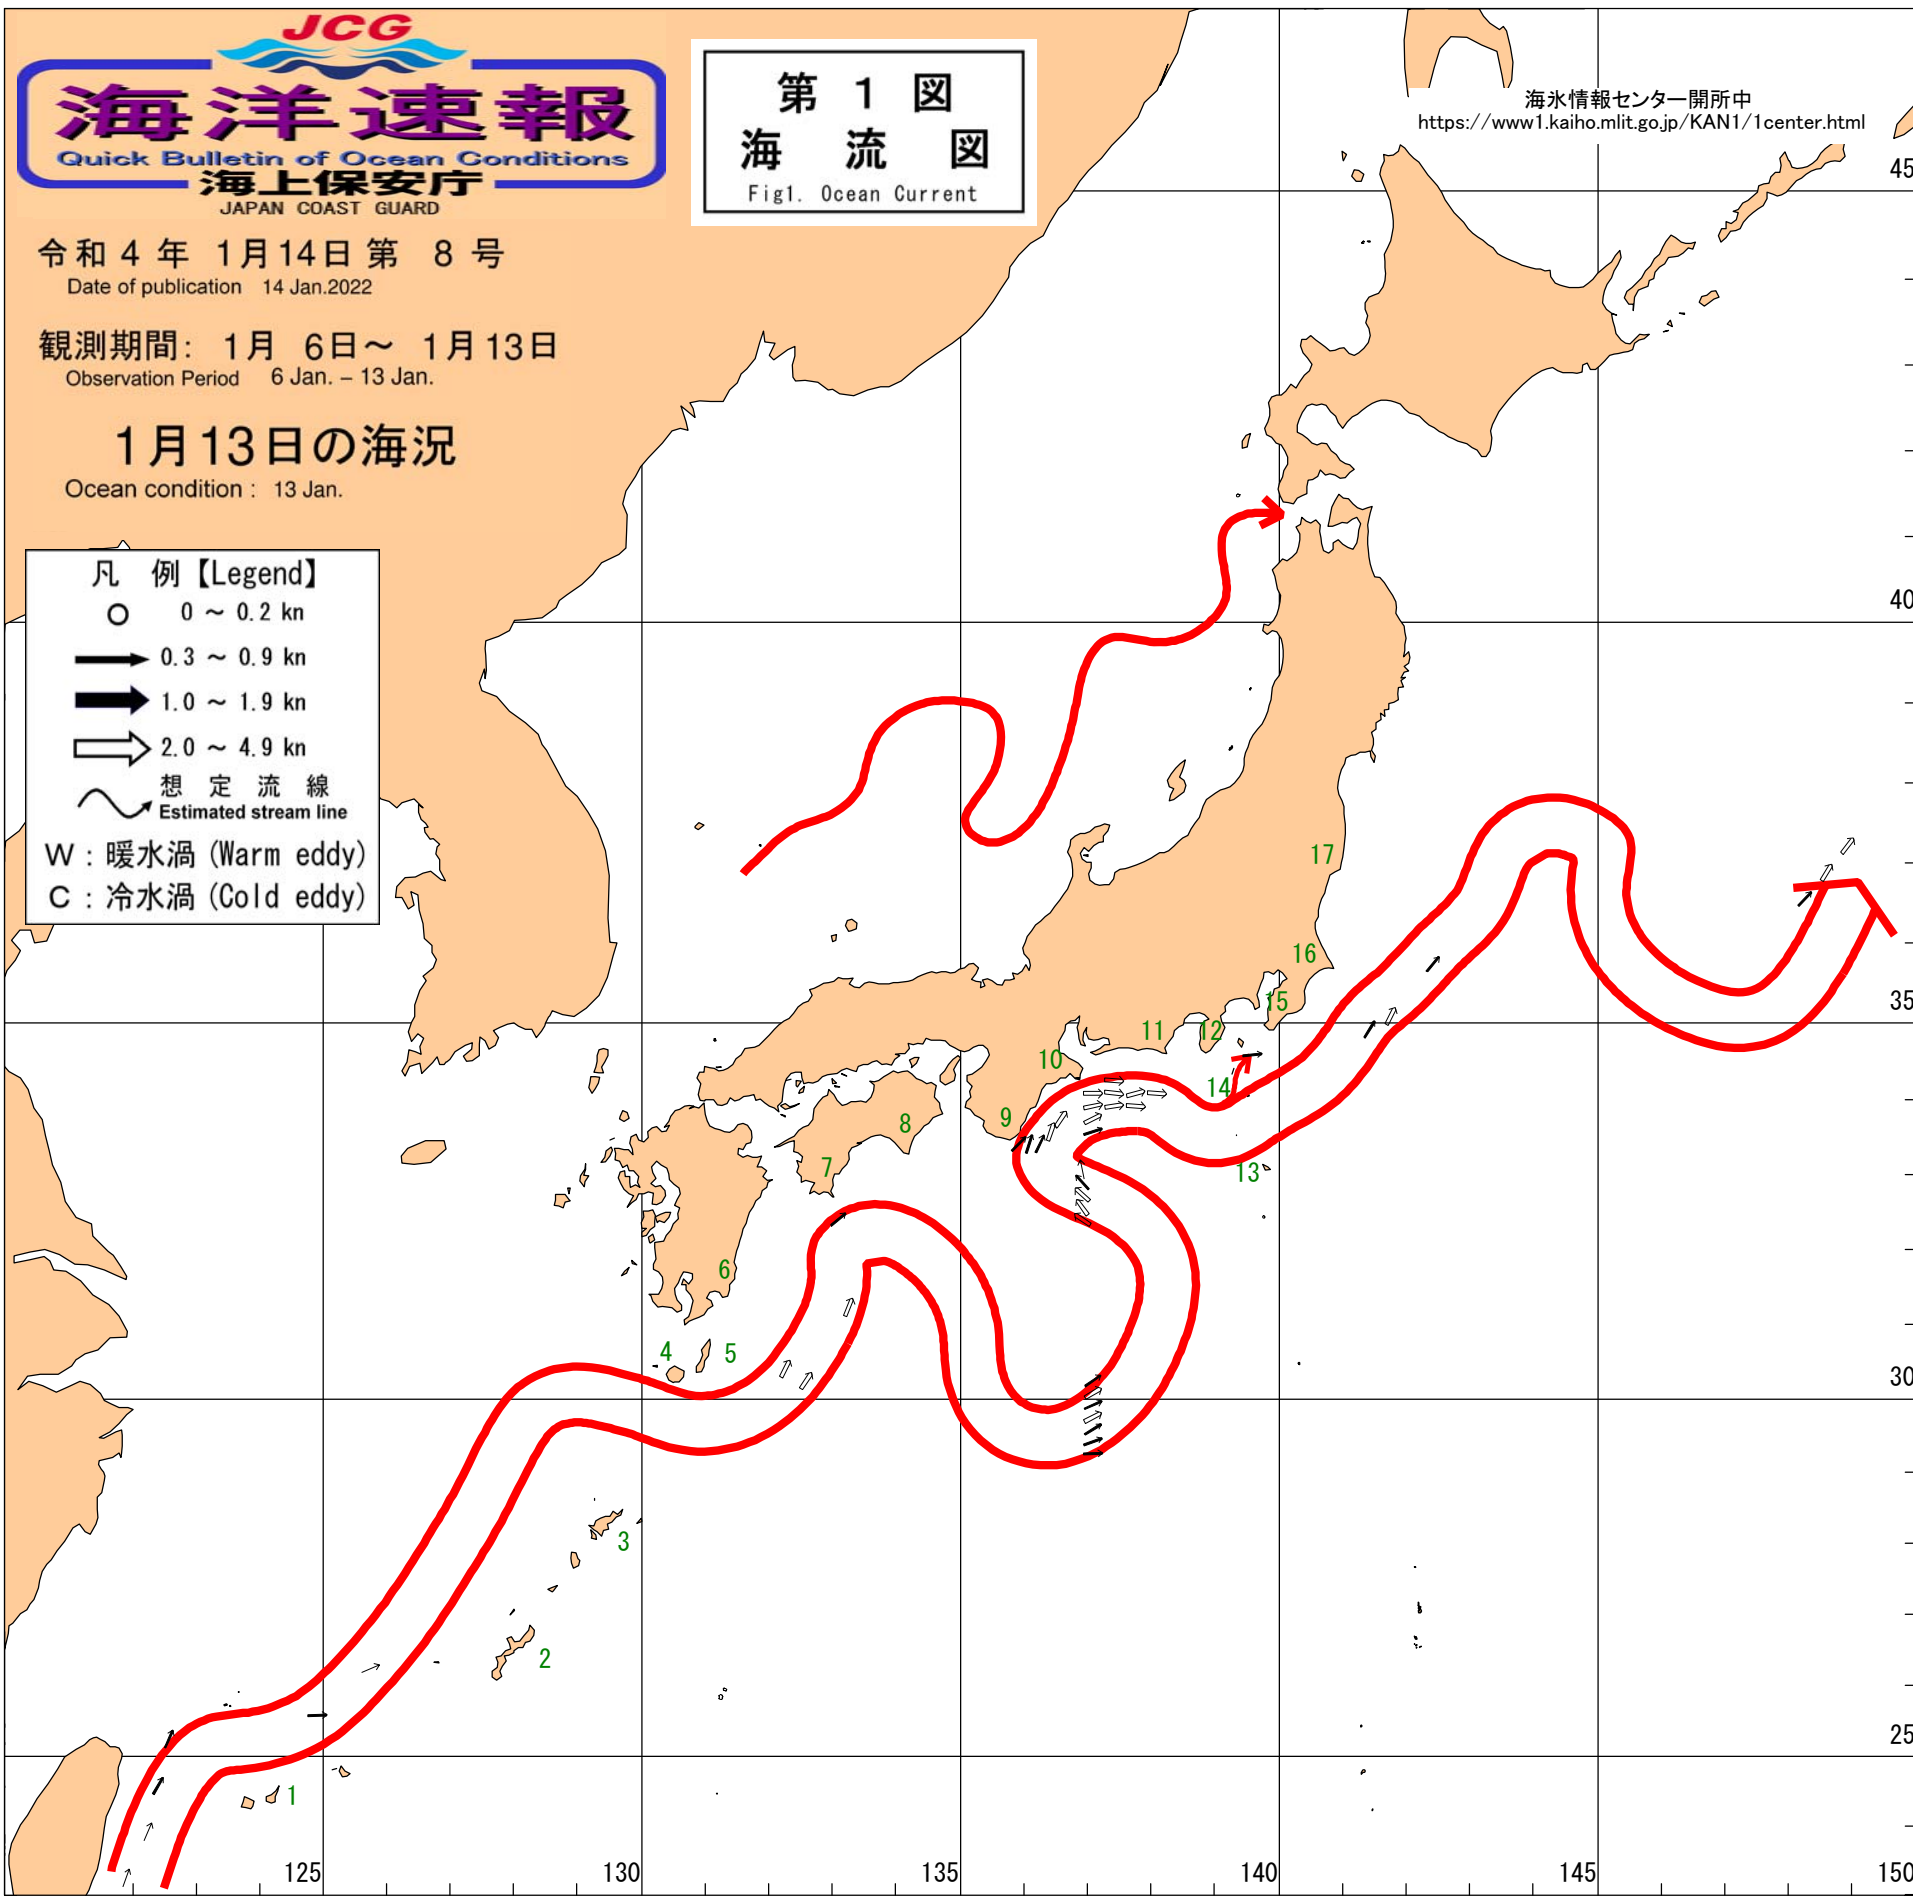 JCG
海洋速報
Quick Bulletin of Ocean Conditions
海上保安庁
JAPAN COAST GUARD
第 1 図
海 流 図
Fig1. Ocean Current
海氷情報センター開所中
https://www1.kaiho.mlit.go.jp/KAN1/1center.html
令和 4 年 1月14日 第 8 号
Date of publication 14 Jan.2022
観測期間: 1月 6日～ 1月13日
Observation Period 6 Jan. – 13 Jan.
1月13日の海況
Ocean condition : 13 Jan.
凡 例【Legend】
0 ～ 0.2 kn
0.3 ～ 0.9 kn
1.0 ～ 1.9 kn
2.0 ～ 4.9 kn
想 定 流 線
Estimated stream line
W : 暖水渦 (Warm eddy)
C : 冷水渦 (Cold eddy)
45
40
35
30
25
17
16
15
12
11
10
14
9
8
7
13
6
5
4
3
2
1
125
130
135
140
145
150